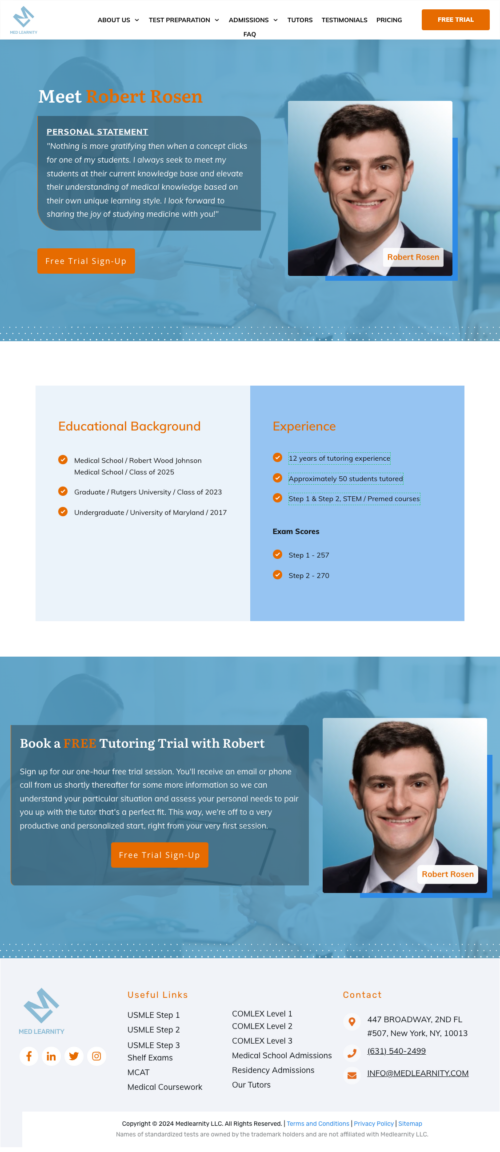 MED LEARNITY
ABOUT US
TEST PREPARATION
ADMISSIONS
TUTORS
TESTIMONIALS
PRICING
FAQ
FREE TRIAL
Meet Robert Rosen
PERSONAL STATEMENT
"Nothing is more gratifying then when a concept clicks
for one of my students. I always seek to meet my
students at their current knowledge base and elevate
their understanding of medical knowledge based on
their own unique learning style. I look forward to
sharing the joy of studying medicine with you!"
Free Trial Sign-Up
Robert Rosen
Educational Background
Medical School / Robert Wood Johnson
Medical School / Class of 2025
Graduate / Rutgers University / Class of 2023
Undergraduate / University of Maryland / 2017
Experience
12 years of tutoring experience
Approximately 50 students tutored
Step 1 & Step 2, STEM / Premed courses
Exam Scores
Step 1 - 257
Step 2 - 270
Book a FREE Tutoring Trial with Robert
Sign up for our one-hour free trial session. You'll receive an email or phone
call from us shortly thereafter for some more information so we can
understand your particular situation and assess your personal needs to pair
you up with the tutor that's a perfect fit. This way, we're off to a very
productive and personalized start, right from your very first session.
Free Trial Sign-Up
Robert Rosen
MED LEARNITY
Useful Links
USMLE Step 1
USMLE Step 2
USMLE Step 3
Shelf Exams
MCAT
Medical Coursework
COMLEX Level 1
COMLEX Level 2
COMLEX Level 3
Medical School Admissions
Residency Admissions
Our Tutors
Contact
447 BROADWAY, 2ND FL
#507, New York, NY, 10013
(631) 540-2499
INFO@MEDLEARNITY.COM
Copyright © 2024 Medlearnity LLC. All Rights Reserved. | Terms and Conditions | Privacy Policy | Sitemap
Names of standardized tests are owned by the trademark holders and are not affiliated with Medlearnity LLC.